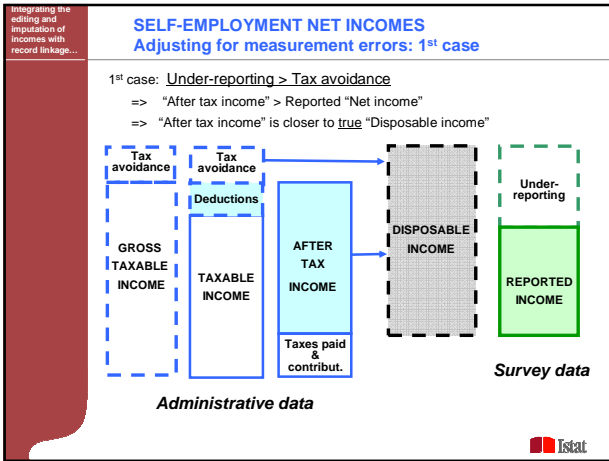 Integrating the
editing and
imputation of
incomes with
record linkage…
SELF-EMPLOYMENT NET INCOMES
Adjusting for measurement errors: 1st case
1st case: Under-reporting > Tax avoidance
=> “After tax income” > Reported “Net income”
=> “After tax income” is closer to true “Disposable income”
Tax
avoidance
GROSS
TAXABLE
INCOME
Tax
avoidance
Deductions
TAXABLE
INCOME
AFTER
TAX
INCOME
Taxes paid
&
contribut.
DISPOSABLE
INCOME
Under-
reporting
REPORTED
INCOME
Survey data
Administrative data
Istat